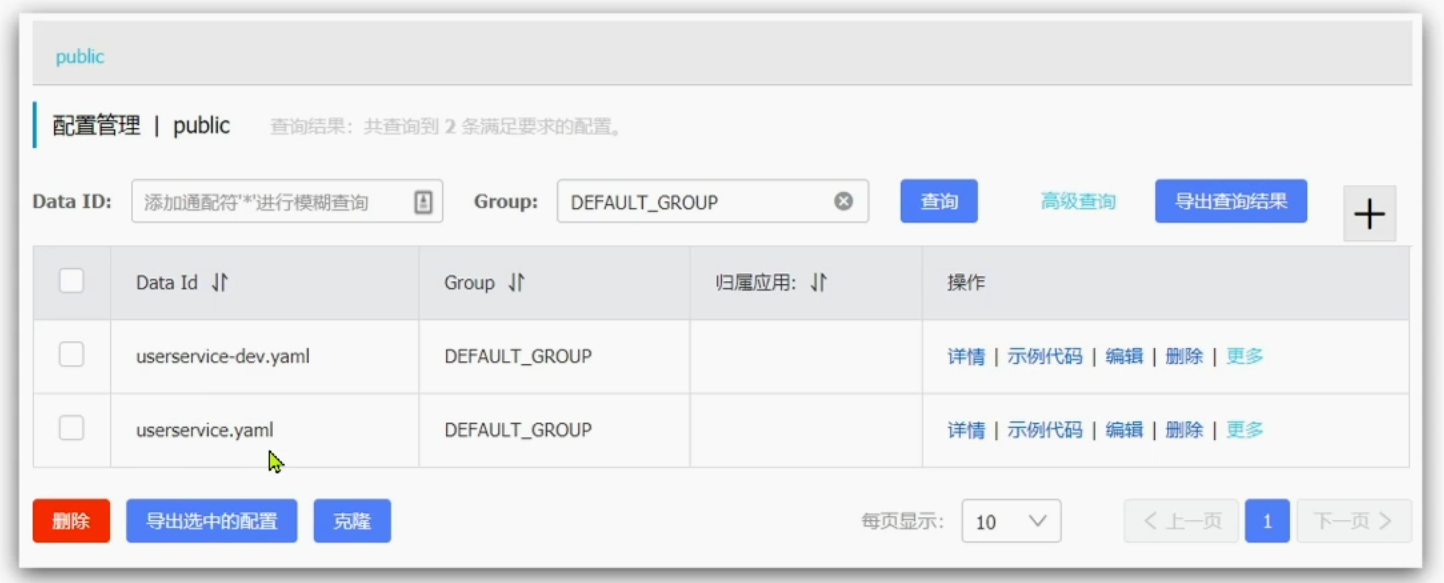 public
配置管理 | public 查询结果：共查询到 2 条满足要求的配置。
Data ID: 添加通配符'*'进行模糊查询 Group: DEFAULT_GROUP 查询 高级查询 导出查询结果 +
Data Id Group 归属应用: 操作
userservice-dev.yaml DEFAULT_GROUP 详情 | 示例代码 | 编辑 | 删除 | 更多
userservice.yaml DEFAULT_GROUP 详情 | 示例代码 | 编辑 | 删除 | 更多
删除 导出选中的配置 克隆 每页显示: 10 < 上一页 1 下一页 >